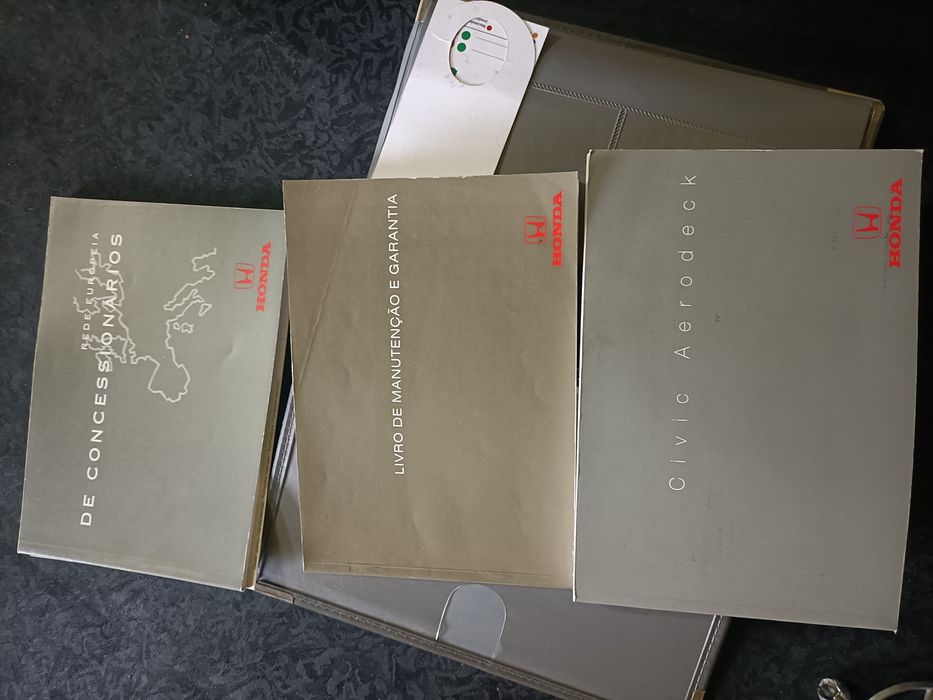 REDE EUROPEIA
DE CONCESSIONÁRIOS
HONDA
LIVRO DE MANUTENÇÃO E GARANTIA
HONDA
Civic Aerodeck
HONDA